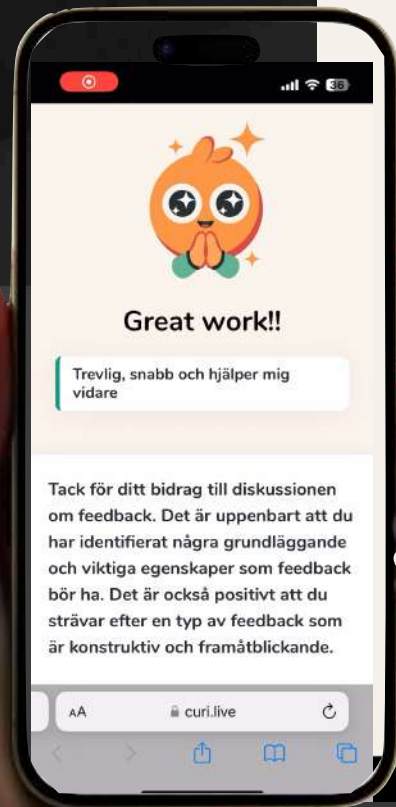 36
Great work!!
Trevlig, snabb och hjälper mig
vidare
Tack för ditt bidrag till diskussionen
om feedback. Det är uppenbart att du
har identifierat några grundläggande
och viktiga egenskaper som feedback
bör ha. Det är också positivt att du
strävar efter en typ av feedback som
är konstruktiv och framåtblickande.
AA curi.live